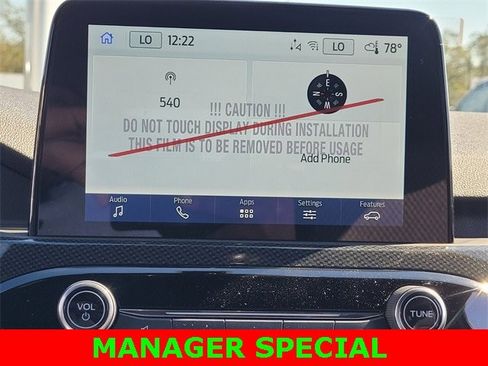 LO 12:22 LO 78°
540
E
N S
W
!!! CAUTION !!!
DO NOT TOUCH DISPLAY DURING INSTALLATION
THIS FILM IS TO BE REMOVED BEFORE USAGE
Add Phone
Audio Phone Apps Settings Features
VOL TUNE
MANAGER SPECIAL